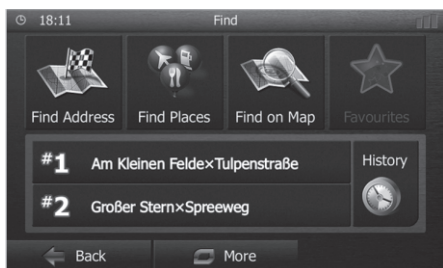 18:11 Find
Find Address Find Places Find on Map Favourites
#1 Am Kleinen Felde×Tulpenstraße History
#2 Großer Stern×Spreeweg
Back More